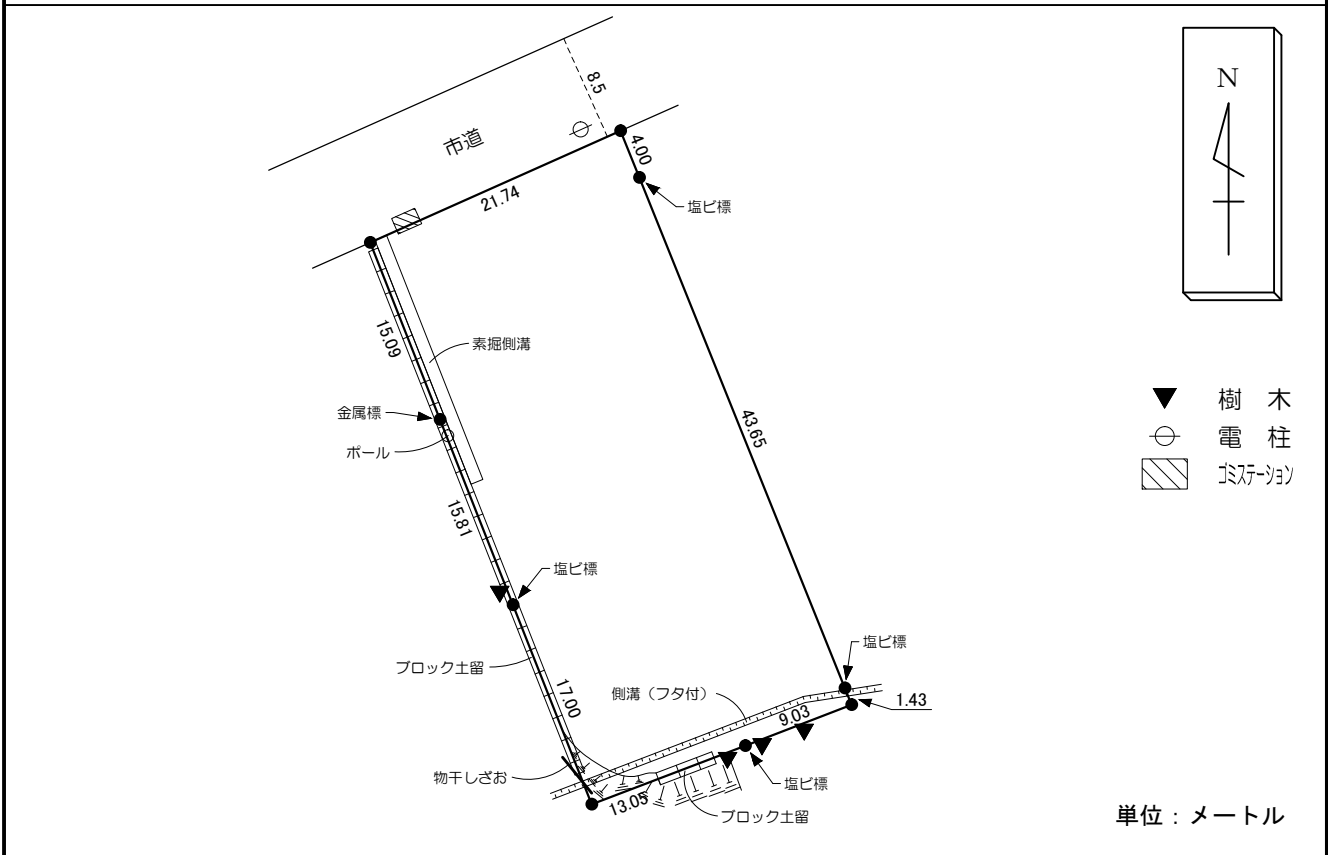 8.5
N
市道
4.00
21.74
塩ビ標
15.09
素掘側溝
樹 木
金属標
電 柱
43.65
ポール
ゴミステーション
15.81
塩ビ標
塩ビ標
ブロック土留
17.00
側溝（フタ付）
1.43
9.03
物干しざお
塩ビ標
13.05
ブロック土留
単位：メートル